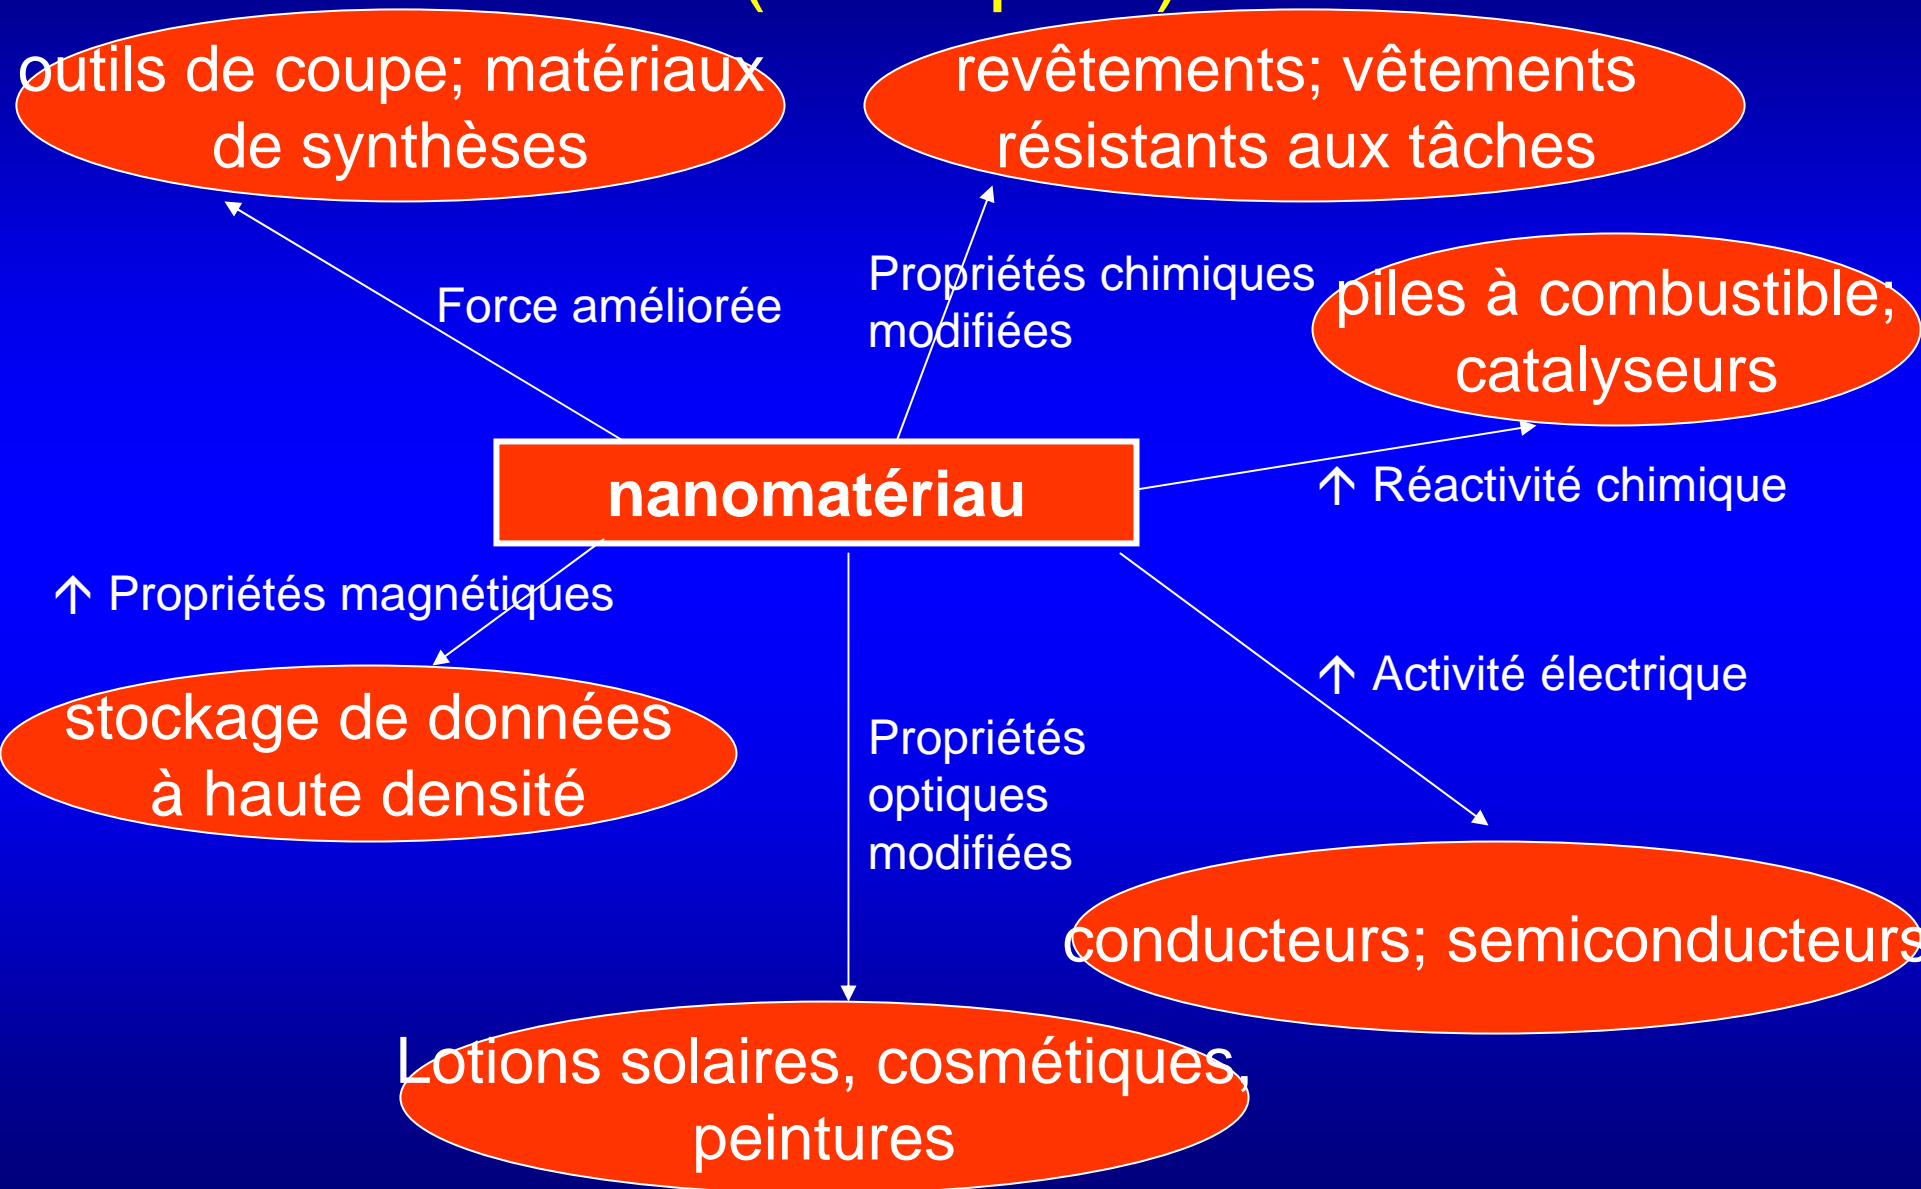 outils de coupe; matériaux
de synthèses
revêtements; vêtements
résistants aux tâches
Force améliorée
Propriétés chimiques
modifiées
piles à combustible;
catalyseurs
nanomatériau
↑ Réactivité chimique
↑ Propriétés magnétiques
↑ Activité électrique
stockage de données
à haute densité
Propriétés
optiques
modifiées
conducteurs; semiconducteurs
Lotions solaires, cosmétiques,
peintures